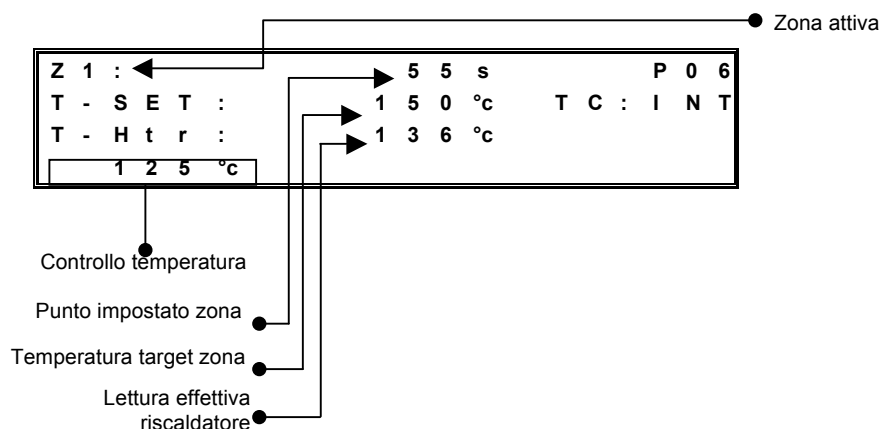 Zona attiva
Z 1 : 5 5 s P 0 6
T - S E T : 1 5 0 °c T C : I N T
T - H t r : 1 3 6 °c
1 2 5 °c
Controllo temperatura
Punto impostato zona
Temperatura target zona
Lettura effettiva
riscaldatore